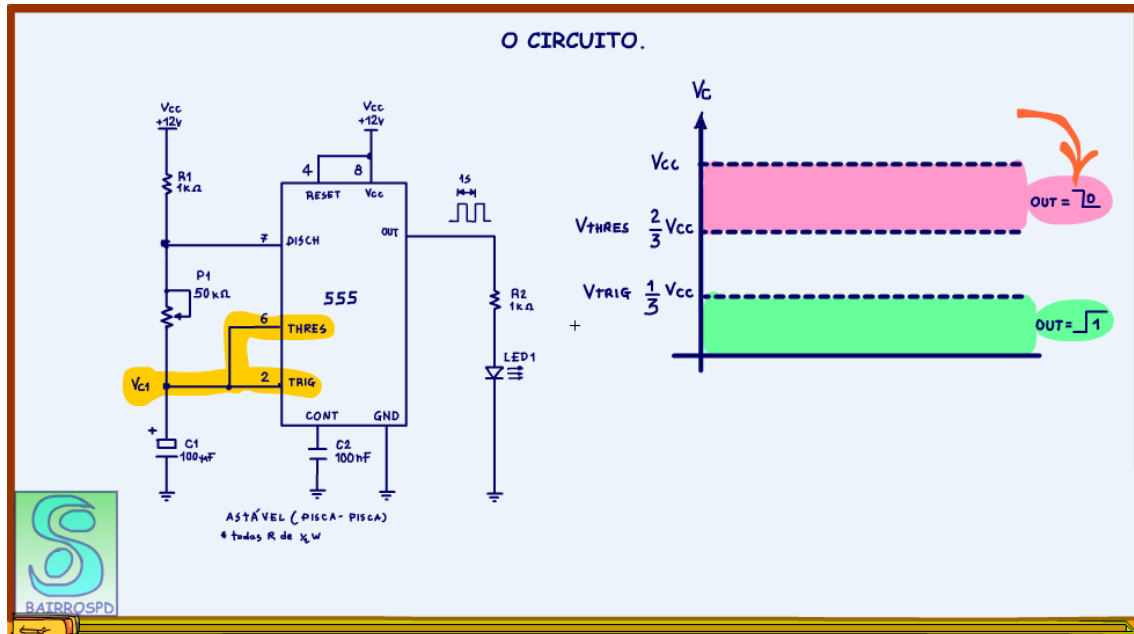 O CIRCUITO.
Vcc
+12V
R1
1KΩ
P1
50KΩ
VC1
+
C1
100µF
Vcc
+12V
4
8
RESET
Vcc
7
DISCH
OUT
555
6
THRES
2
TRIG
CONT
GND
C2
100nF
1S
R2
1KΩ
LED1
ASTÁVEL (PISCA-PISCA)
* todas R de ¼W
Vc
Vcc
VTHRES 2/3 Vcc
VTRIG 1/3 Vcc
OUT = 0
OUT = 1
BAIRROSPD